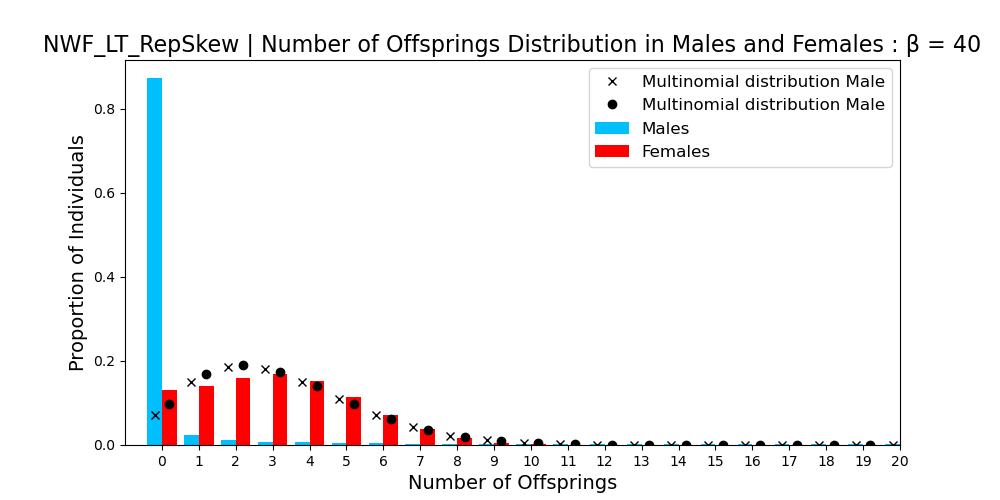 NWF_LT_RepSkew | Number of Offsprings Distribution in Males and Females : β = 40
Multinomial distribution Male
Multinomial distribution Male
Males
Females
Proportion of Individuals
0.8
0.6
0.4
0.2
0.0
0 1 2 3 4 5 6 7 8 9 10 11 12 13 14 15 16 17 18 19 20
Number of Offsprings